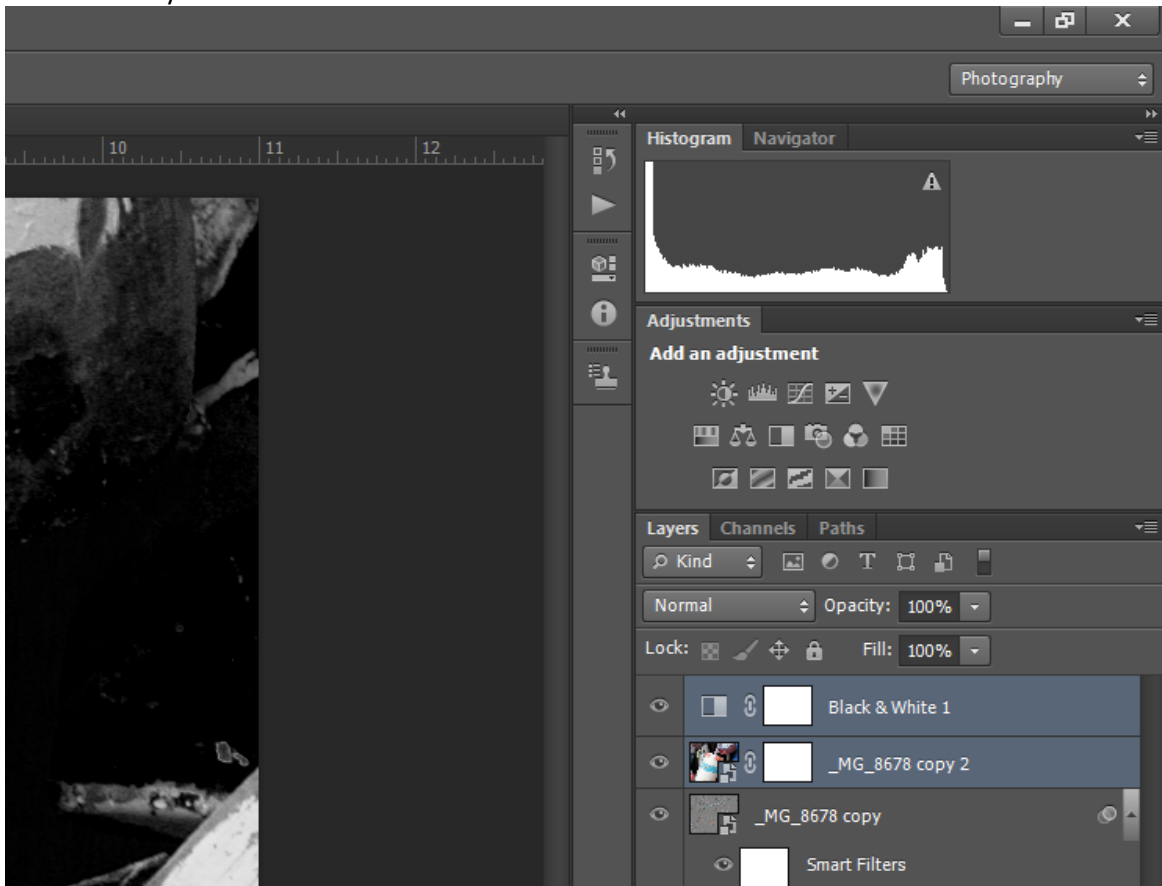 Photography
10 11 12
Histogram Navigator
Adjustments
Add an adjustment
Layers Channels Paths
Kind T
Normal Opacity: 100%
Lock: Fill: 100%
Black & White 1
_MG_8678 copy 2
_MG_8678 copy
Smart Filters